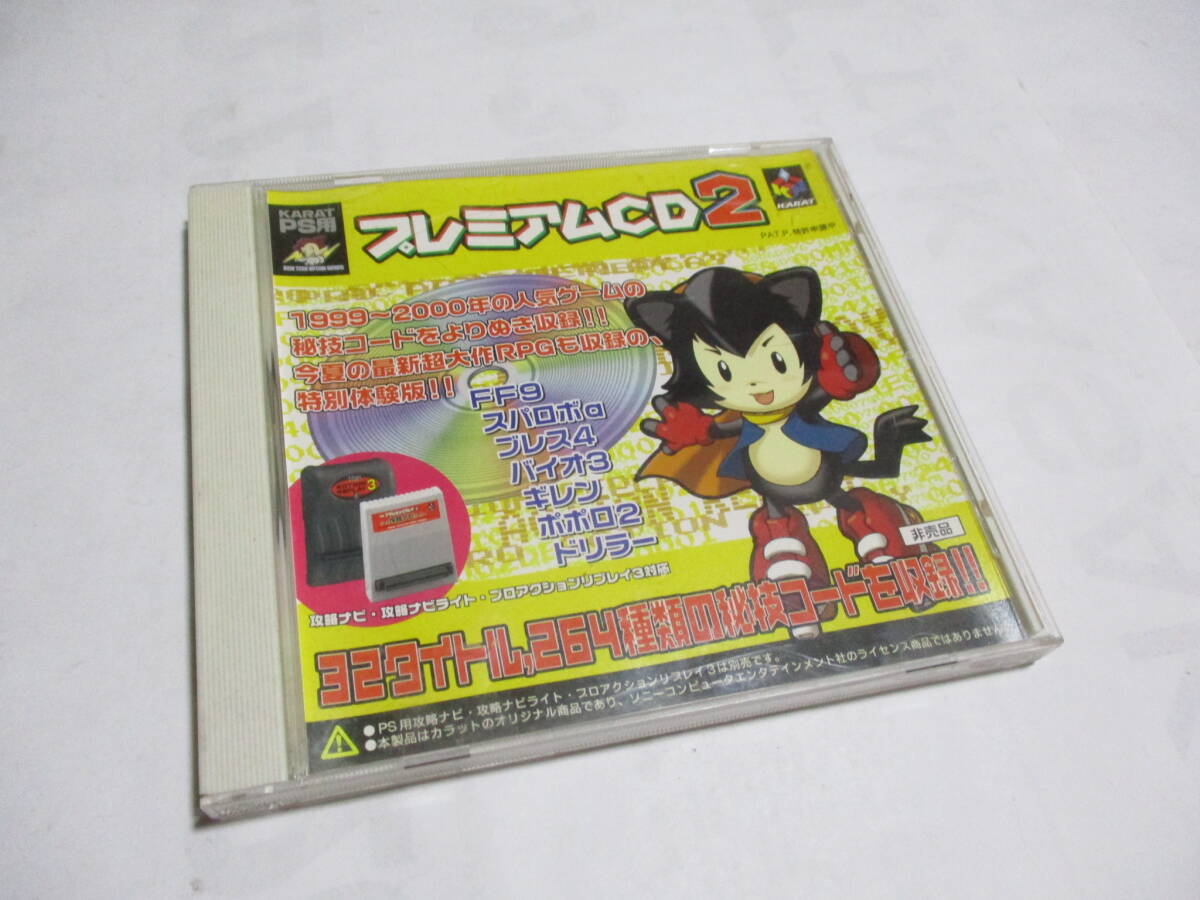 KARAT
PS用
プレミアムCD2
KARAT
PAT.P.特許申請中
1999～2000年の人気ゲームの
秘技コードをよりぬき収録!!
今夏の最新超大作RPGも収録の、
特別体験版!!
FF9
スパロボα
ブレス4
バイオ3
ギレン
ポポロ2
ドリラー
非売品
攻略ナビ・攻略ナビライト・プロアクションリプレイ3対応
32タイトル,264種類の秘技コードを収録!!
●PS用攻略ナビ・攻略ナビライト・プロアクションリプレイ3は別売です。
●本製品はカラットのオリジナル商品であり、ソニーコンピュータエンタテインメント社のライセンス商品ではありません